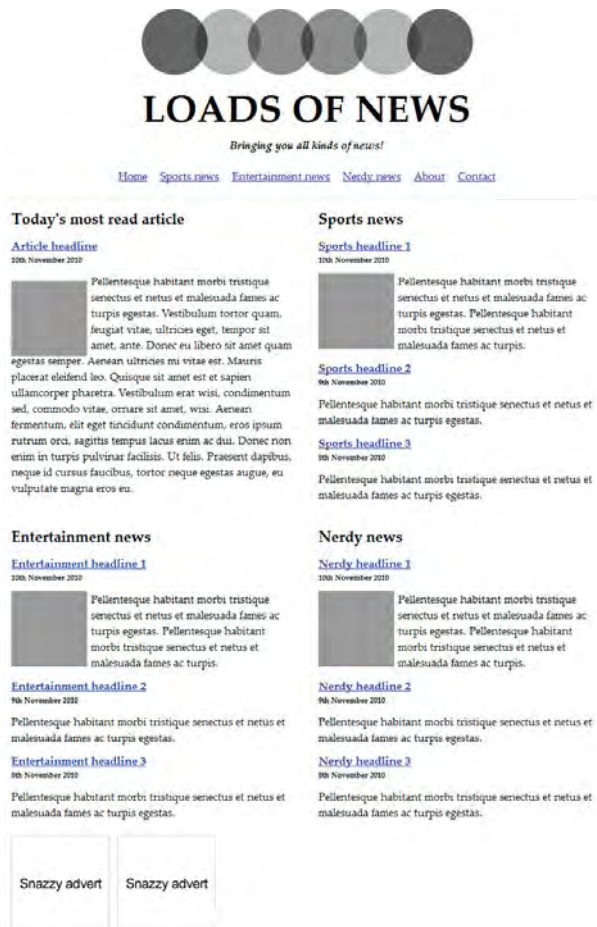 LOADS OF NEWS
Bringing you all kinds of news!
Home Sports news Entertainment news Nerdy news About Contact
Today's most read article
Article headline
10th November 2010
Pellentesque habitant morbi tristique
senectus et netus et malesuada fames ac
turpis egestas. Vestibulum tortor quam,
feugiat vitae, ultricies eget, tempor sit
amet, ante. Donec eu libero sit amet quam
egestas semper. Aenean ultricies mi vitae est. Mauris
placerat eleifend leo. Quisque sit amet est et sapien
ullamcorper pharetra. Vestibulum erat wisi, condimentum
sed, commodo vitae, ornare sit amet, wisi. Aenean
fermentum, elit eget tincidunt condimentum, eros ipsum
rutrum orci, sagittis tempus lacus enim ac dui. Donec non
enim in turpis pulvinar facilisis. Ut felis. Praesent dapibus,
neque id cursus faucibus, tortor neque egestas augue, eu
vulputate magna eros eu.
Sports news
Sports headline 1
10th November 2010
Pellentesque habitant morbi tristique
senectus et netus et malesuada fames ac
turpis egestas. Pellentesque habitant
morbi tristique senectus et netus et
malesuada fames ac turpis.
Sports headline 2
9th November 2010
Pellentesque habitant morbi tristique senectus et netus et
malesuada fames ac turpis egestas.
Sports headline 3
9th November 2010
Pellentesque habitant morbi tristique senectus et netus et
malesuada fames ac turpis egestas.
Entertainment news
Entertainment headline 1
10th November 2010
Pellentesque habitant morbi tristique
senectus et netus et malesuada fames ac
turpis egestas. Pellentesque habitant
morbi tristique senectus et netus et
malesuada fames ac turpis.
Entertainment headline 2
9th November 2010
Pellentesque habitant morbi tristique senectus et netus et
malesuada fames ac turpis egestas.
Entertainment headline 3
9th November 2010
Pellentesque habitant morbi tristique senectus et netus et
malesuada fames ac turpis egestas.
Nerdy news
Nerdy headline 1
10th November 2010
Pellentesque habitant morbi tristique
senectus et netus et malesuada fames ac
turpis egestas. Pellentesque habitant
morbi tristique senectus et netus et
malesuada fames ac turpis.
Nerdy headline 2
9th November 2010
Pellentesque habitant morbi tristique senectus et netus et
malesuada fames ac turpis egestas.
Nerdy headline 3
9th November 2010
Pellentesque habitant morbi tristique senectus et netus et
malesuada fames ac turpis egestas.
Snazzy advert Snazzy advert